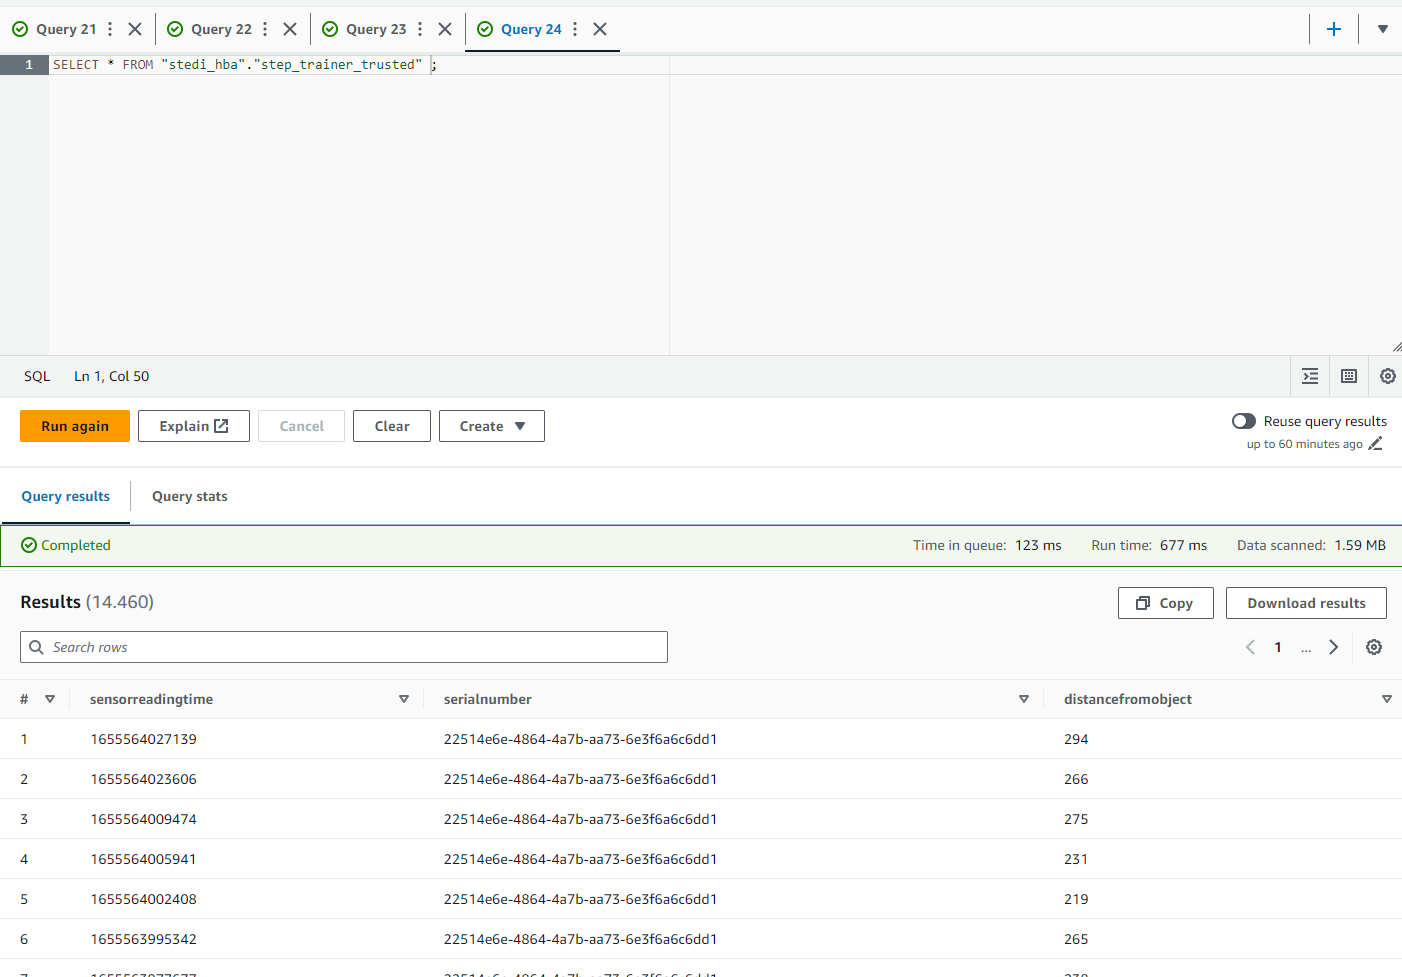 Query 21 Query 22 Query 23 Query 24
1 SELECT * FROM "stedi_hba"."step_trainer_trusted" ;
SQL Ln 1, Col 50
Run again Explain Cancel Clear Create Reuse query results
up to 60 minutes ago
Query results Query stats
Completed Time in queue: 123 ms Run time: 677 ms Data scanned: 1.59 MB
Results (14.460) Copy Download results
Search rows 1 ...
# sensorreadingtime serialnumber distancefromobject
1 1655564027139 22514e6e-4864-4a7b-aa73-6e3f6a6c6dd1 294
2 1655564023606 22514e6e-4864-4a7b-aa73-6e3f6a6c6dd1 266
3 1655564009474 22514e6e-4864-4a7b-aa73-6e3f6a6c6dd1 275
4 1655564005941 22514e6e-4864-4a7b-aa73-6e3f6a6c6dd1 231
5 1655564002408 22514e6e-4864-4a7b-aa73-6e3f6a6c6dd1 219
6 1655563995342 22514e6e-4864-4a7b-aa73-6e3f6a6c6dd1 265